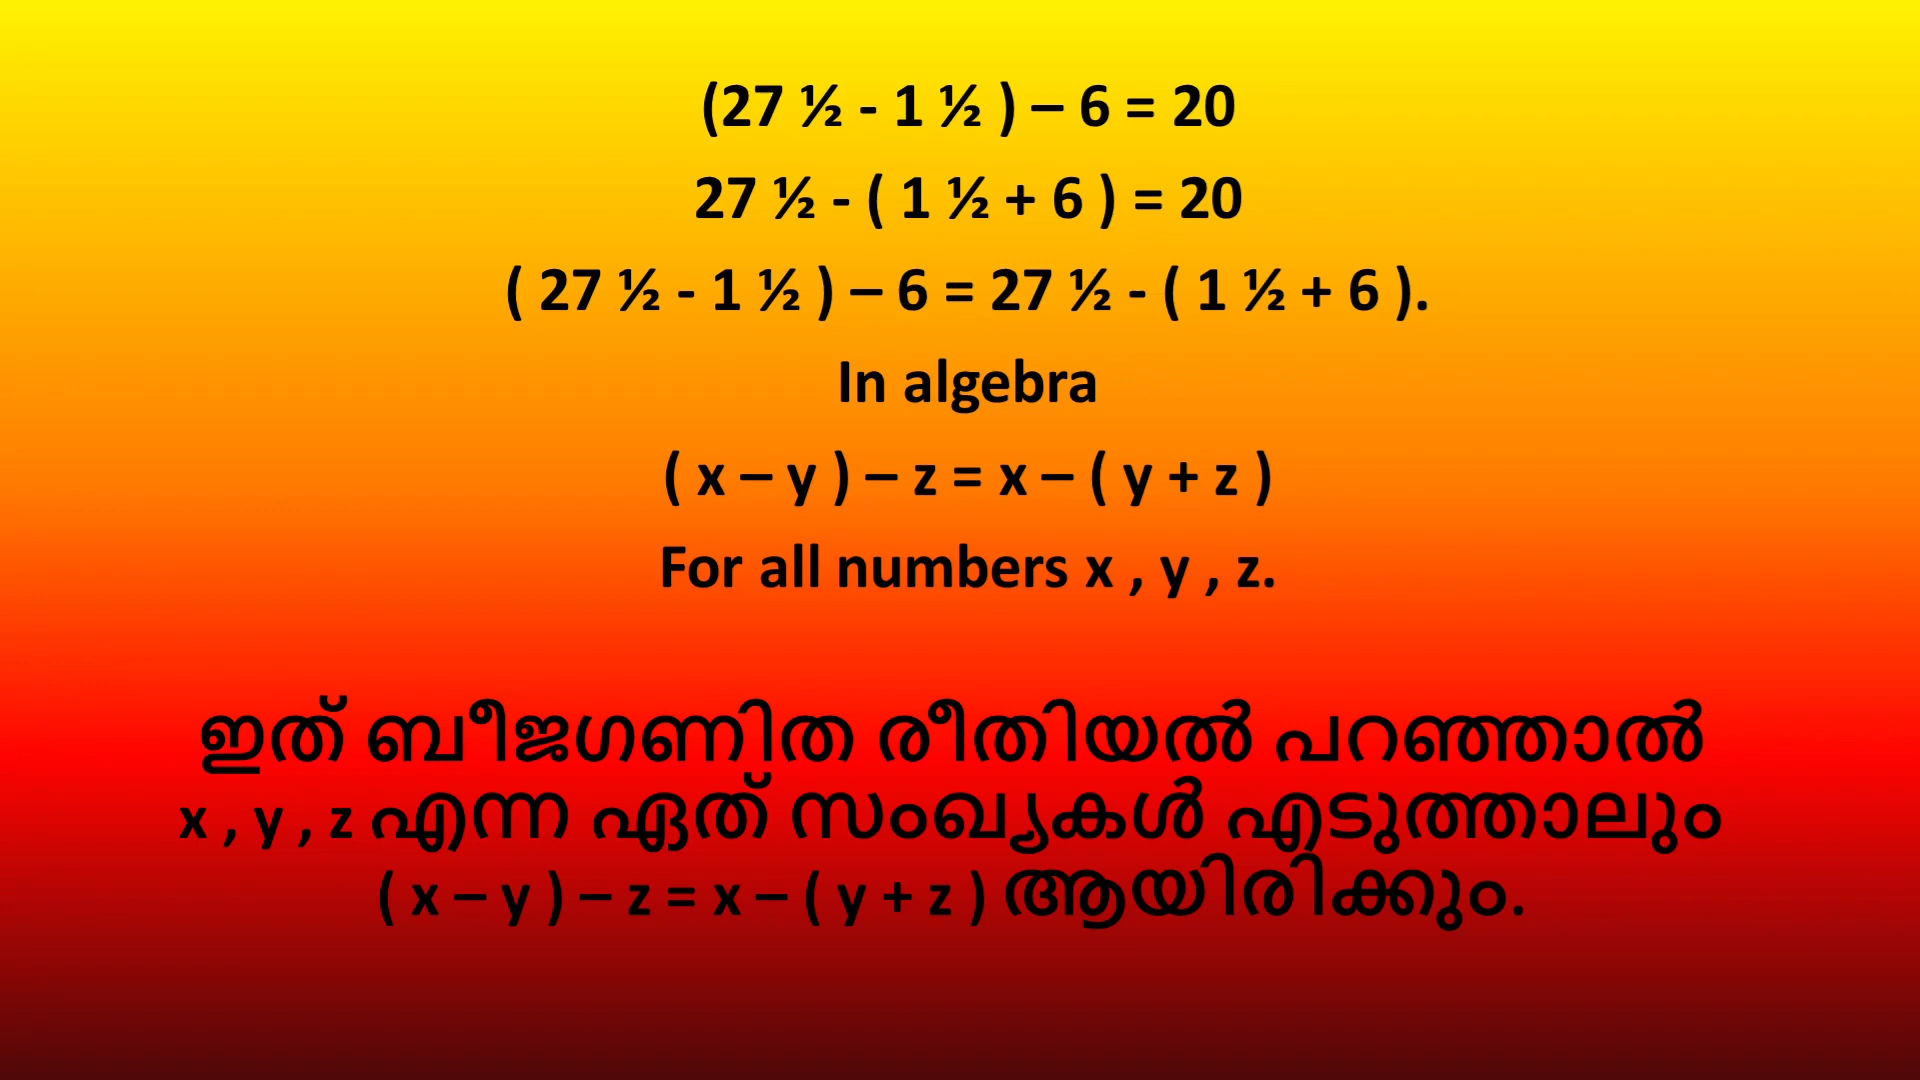 (27 ½ - 1 ½ ) – 6 = 20
27 ½ - ( 1 ½ + 6 ) = 20
( 27 ½ - 1 ½ ) – 6 = 27 ½ - ( 1 ½ + 6 ).
In algebra
( x – y ) – z = x – ( y + z )
For all numbers x , y , z.
ഇത് ബീജഗണിത രീതിയൽ പറഞ്ഞാൽ
x , y , z എന്ന ഏത് സംഖ്യകൾ എടുത്താലും
( x – y ) – z = x – ( y + z ) ആയിരിക്കും.